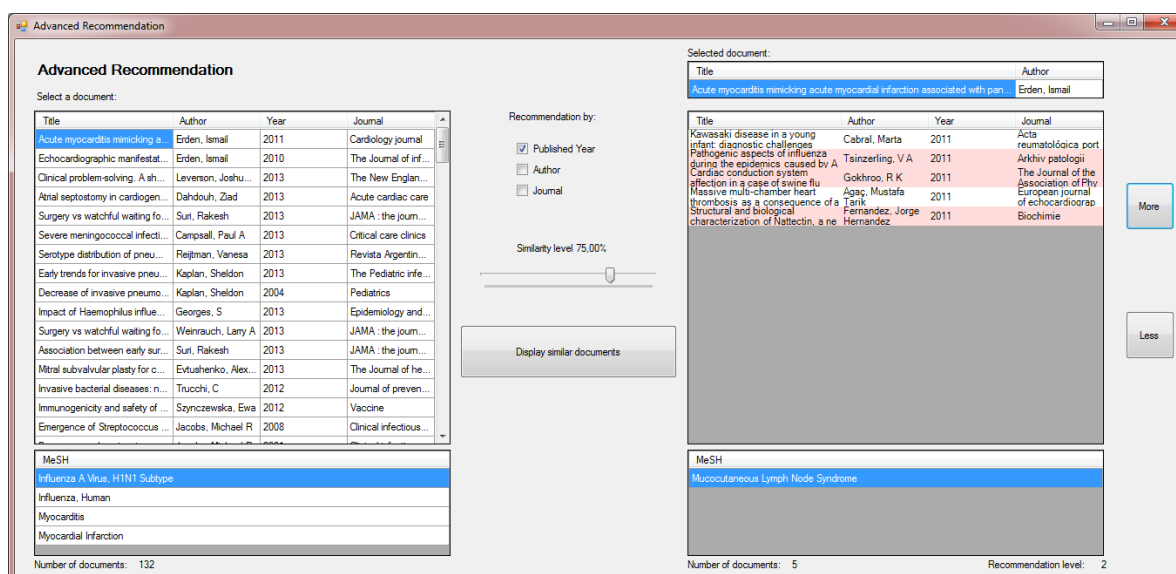 Advanced Recommendation
Advanced Recommendation
Select a document:
Title Author Year Journal
Acute myocarditis mimicking a... Erden, Ismail 2011 Cardiology journal
Echocardiographic manifestat... Erden, Ismail 2010 The Journal of inf...
Clinical problem-solving. A sh... Leverson, Joshu... 2013 The New Englan...
Atrial septostomy in cardiogen... Dahdouh, Ziad 2013 Acute cardiac care
Surgery vs watchful waiting fo... Suri, Rakesh 2013 JAMA : the journ...
Severe meningococcal infecti... Campsall, Paul A 2013 Critical care clinics
Serotype distribution of pneu... Reijtman, Vanesa 2013 Revista Argentin...
Early trends for invasive pneu... Kaplan, Sheldon 2013 The Pediatric infe...
Decrease of invasive pneumo... Kaplan, Sheldon 2004 Pediatrics
Impact of Haemophilus influe... Georges, S 2013 Epidemiology and...
Surgery vs watchful waiting fo... Weinrauch, Larry A 2013 JAMA : the journ...
Association between early sur... Suri, Rakesh 2013 JAMA : the journ...
Mitral subvalvular plasty for c... Evtushenko, Alex... 2013 The Journal of he...
Invasive bacterial diseases: n... Trucchi, C 2012 Journal of preven...
Immunogenicity and safety of ... Szynczewska, Ewa 2012 Vaccine
Emergence of Streptococcus ... Jacobs, Michael R 2008 Clinical infectious...
MeSH
Influenza A Virus, H1N1 Subtype
Influenza, Human
Myocarditis
Myocardial Infarction
Number of documents: 132
Recommendation by:
Published Year
Author
Journal
Similarity level 75,00%
Display similar documents
Selected document:
Title Author
Acute myocarditis mimicking acute myocardial infarction associated with pan... Erden, Ismail
Title Author Year Journal
Kawasaki disease in a young infant: diagnostic challenges Cabral, Marta 2011 Acta reumatológica port
Pathogenic aspects of influenza during the epidemics caused by A Tsinzerling, V A 2011 Arkhiv patologii
Cardiac conduction system affection in a case of swine flu Gokhroo, R K 2011 The Journal of the Association of Phy
Massive multi-chamber heart thrombosis as a consequence of a Agaç, Mustafa Tarik 2011 European journal of echocardiograp
Structural and biological characterization of Nattectin, a ne Fernandez, Jorge Hernandez 2011 Biochimie
More
Less
MeSH
Mucocutaneous Lymph Node Syndrome
Number of documents: 5 Recommendation level: 2